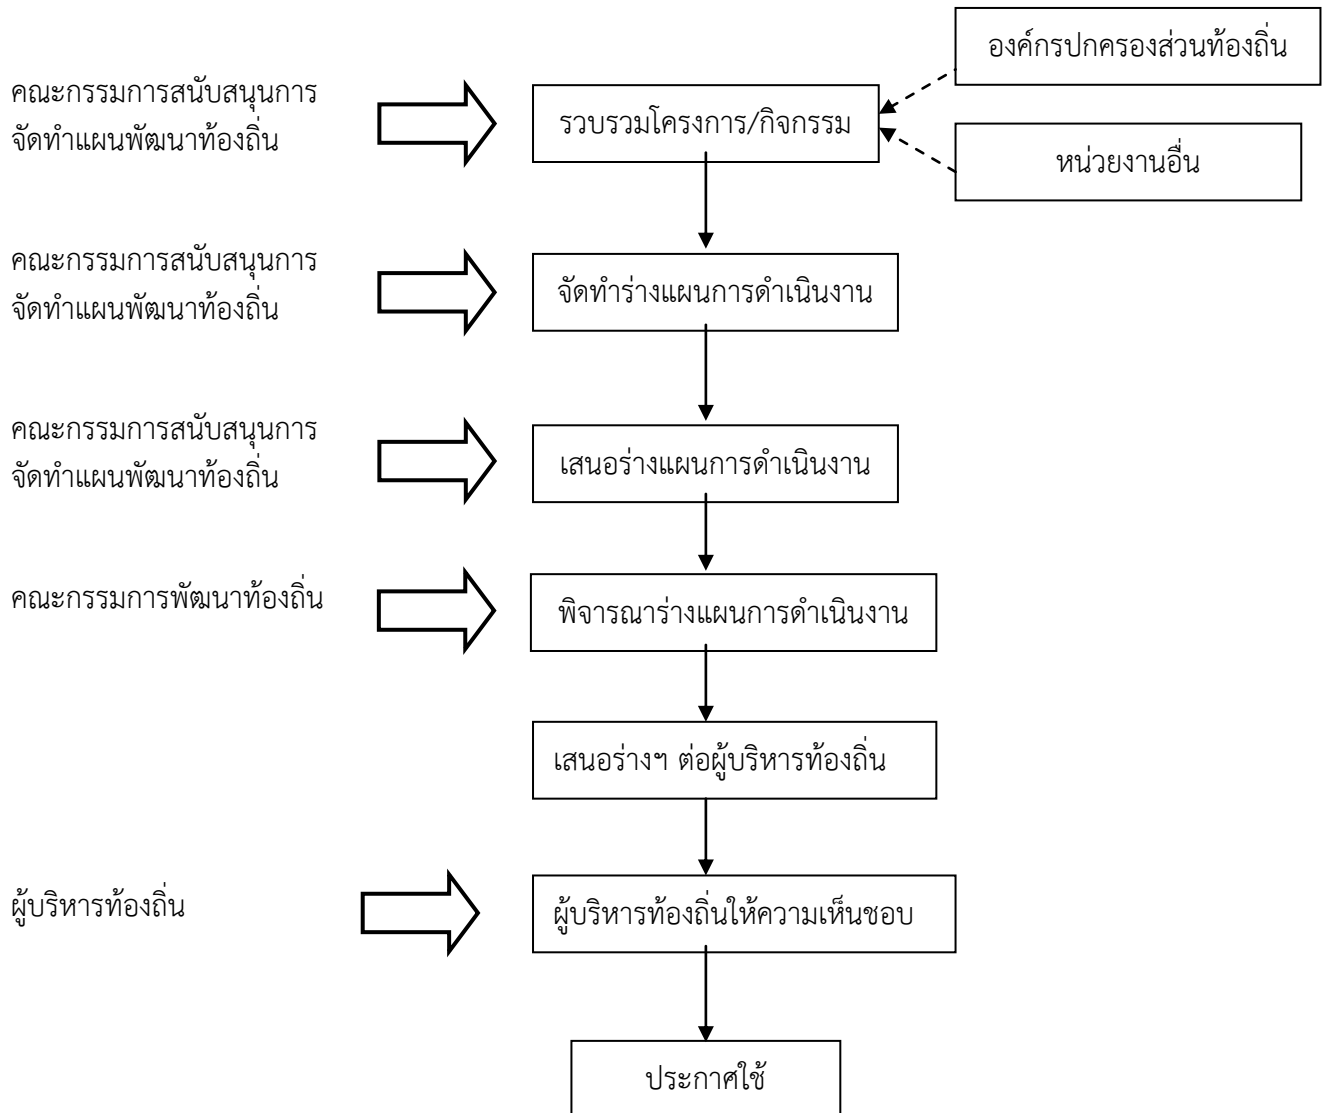 องค์กรปกครองส่วนท้องถิ่น
คณะกรรมการสนับสนุนการ
จัดทำแผนพัฒนาท้องถิ่น
รวบรวมโครงการ/กิจกรรม
หน่วยงานอื่น
คณะกรรมการสนับสนุนการ
จัดทำแผนพัฒนาท้องถิ่น
จัดทำร่างแผนการดำเนินงาน
คณะกรรมการสนับสนุนการ
จัดทำแผนพัฒนาท้องถิ่น
เสนอร่างแผนการดำเนินงาน
คณะกรรมการพัฒนาท้องถิ่น
พิจารณาร่างแผนการดำเนินงาน
เสนอร่างฯ ต่อผู้บริหารท้องถิ่น
ผู้บริหารท้องถิ่น
ผู้บริหารท้องถิ่นให้ความเห็นชอบ
ประกาศใช้